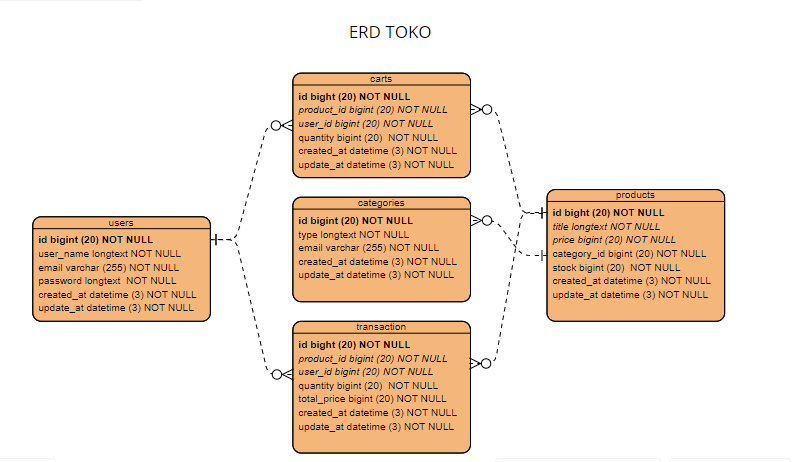 ERD TOKO
carts
id bight (20) NOT NULL
product_id bigint (20) NOT NULL
user_id bigint (20) NOT NULL
quantity bigint (20) NOT NULL
created_at datetime (3) NOT NULL
update_at datetime (3) NOT NULL
users
id bigint (20) NOT NULL
user_name longtext NOT NULL
email varchar (255) NOT NULL
password longtext NOT NULL
created_at datetime (3) NOT NULL
update_at datetime (3) NOT NULL
categories
id bigint (20) NOT NULL
type longtext NOT NULL
email varchar (255) NOT NULL
created_at datetime (3) NOT NULL
update_at datetime (3) NOT NULL
products
id bight (20) NOT NULL
title longtext NOT NULL
price bigint (20) NOT NULL
category_id bigint (20) NOT NULL
stock bigint (20) NOT NULL
created_at datetime (3) NOT NULL
update_at datetime (3) NOT NULL
transaction
id bight (20) NOT NULL
product_id bigint (20) NOT NULL
user_id bigint (20) NOT NULL
quantity bigint (20) NOT NULL
total_price bigint (20) NOT NULL
created_at datetime (3) NOT NULL
update_at datetime (3) NOT NULL